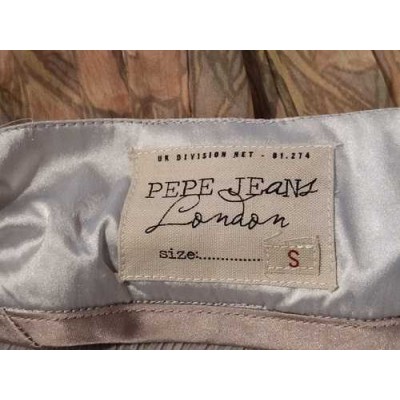 UK DIVISION NET - 01.274
PEPE JEANS
London
size:............. S